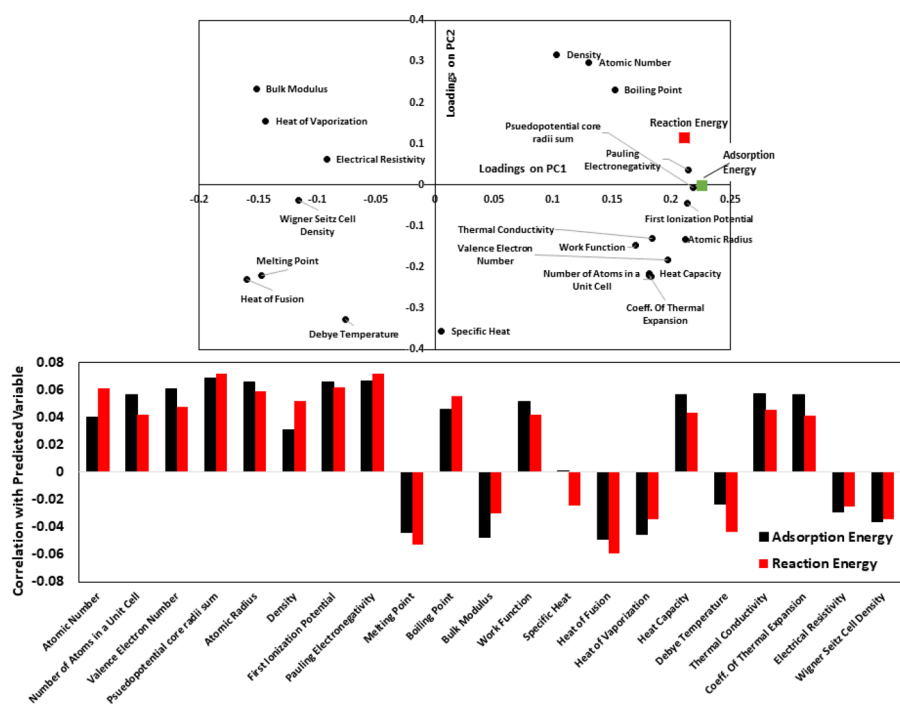 0.4
Loadings on PC2
Density
0.3
Atomic Number
Bulk Modulus
Boiling Point
0.2
Heat of Vaporization
Psuedopotential core
radii sum
Reaction Energy
0.1
Electrical Resistivity
Pauling
Electronegativity
Adsorption
Energy
Loadings on PC1
0
-0.2
-0.15
-0.1
-0.05
0
0.05
0.1
0.15
0.2
0.25
Wigner Seitz Cell
Density
First Ionization Potential
-0.1
Thermal Conductivity
Work Function
Atomic Radius
Valence Electron
Number
Melting Point
-0.2
Number of Atoms in a
Unit Cell
Heat Capacity
Heat of Fusion
Coeff. Of Thermal
Expansion
-0.3
Debye Temperature
Specific Heat
-0.4
Correlation with Predicted Variable
0.08
0.06
0.04
0.02
0
-0.02
-0.04
-0.06
-0.08
Adsorption Energy
Reaction Energy
Atomic Number
Number of Atoms in a Unit Cell
Valence Electron Number
Psuedopotential core radii sum
Atomic Radius
Density
First Ionization Potential
Pauling Electronegativity
Melting Point
Boiling Point
Bulk Modulus
Work Function
Specific Heat
Heat of Fusion
Heat of Vaporization
Heat Capacity
Debye Temperature
Thermal Conductivity
Coeff. Of Thermal Expansion
Electrical Resistivity
Wigner Seitz Cell Density